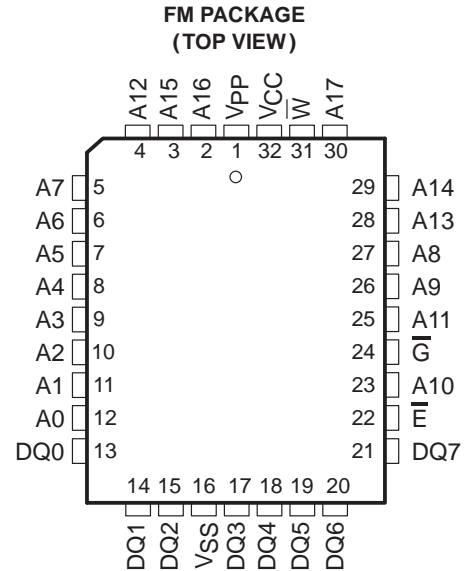 FM PACKAGE
(TOP VIEW)
A12 A15 A16 VPP VCC W̅ A17
4 3 2 1 32 31 30
A7 5 29 A14
A6 6 28 A13
A5 7 27 A8
A4 8 26 A9
A3 9 25 A11
A2 10 24 G̅
A1 11 23 A10
A0 12 22 E̅
DQ0 13 21 DQ7
14 15 16 17 18 19 20
DQ1 DQ2 VSS DQ3 DQ4 DQ5 DQ6